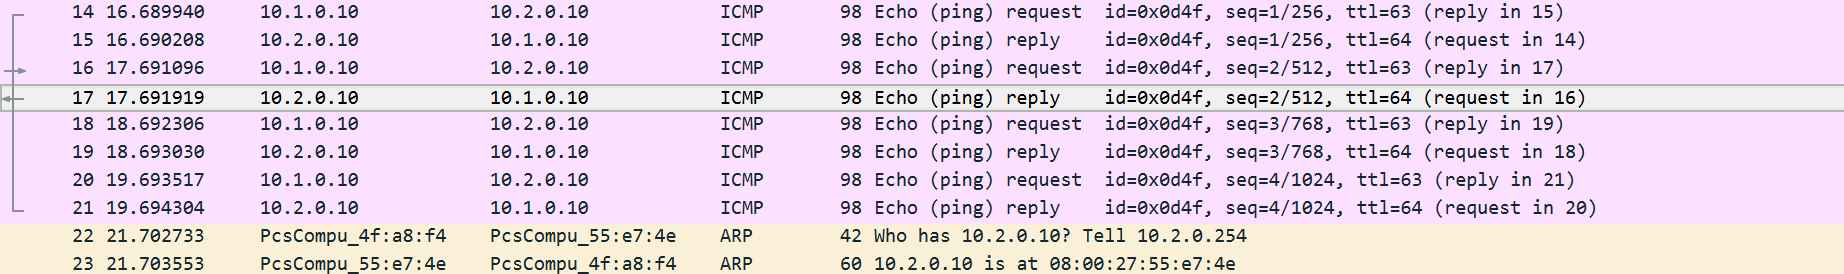 14 16.689940 10.1.0.10 10.2.0.10 ICMP 98 Echo (ping) request id=0x0d4f, seq=1/256, ttl=63 (reply in 15)
15 16.690208 10.2.0.10 10.1.0.10 ICMP 98 Echo (ping) reply id=0x0d4f, seq=1/256, ttl=64 (request in 14)
16 17.691096 10.1.0.10 10.2.0.10 ICMP 98 Echo (ping) request id=0x0d4f, seq=2/512, ttl=63 (reply in 17)
17 17.691919 10.2.0.10 10.1.0.10 ICMP 98 Echo (ping) reply id=0x0d4f, seq=2/512, ttl=64 (request in 16)
18 18.692306 10.1.0.10 10.2.0.10 ICMP 98 Echo (ping) request id=0x0d4f, seq=3/768, ttl=63 (reply in 19)
19 18.693030 10.2.0.10 10.1.0.10 ICMP 98 Echo (ping) reply id=0x0d4f, seq=3/768, ttl=64 (request in 18)
20 19.693517 10.1.0.10 10.2.0.10 ICMP 98 Echo (ping) request id=0x0d4f, seq=4/1024, ttl=63 (reply in 21)
21 19.694304 10.2.0.10 10.1.0.10 ICMP 98 Echo (ping) reply id=0x0d4f, seq=4/1024, ttl=64 (request in 20)
22 21.702733 PcsCompu_4f:a8:f4 PcsCompu_55:e7:4e ARP 42 Who has 10.2.0.10? Tell 10.2.0.254
23 21.703553 PcsCompu_55:e7:4e PcsCompu_4f:a8:f4 ARP 60 10.2.0.10 is at 08:00:27:55:e7:4e